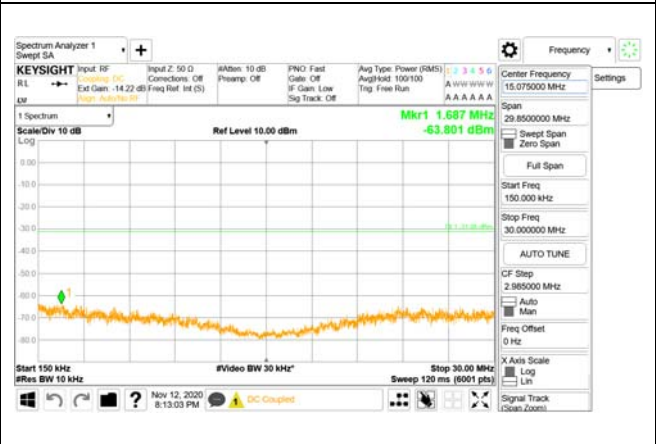 Spectrum Analyzer 1
Swept SA
Frequency
KEYSIGHT
RL
Input: RF
Coupling: DC
Ext Gain: -14.22 dB
Align: Auto/No RF
Input Z: 50 Ω
Corrections: Off
Freq Ref: Int (S)
#Atten: 10 dB
Preamp: Off
PNO: Fast
Gate: Off
IF Gain: Low
Sig Track: Off
Avg Type: Power (RMS)
Avg|Hold: 100/100
Trig: Free Run
1 2 3 4 5 6
A W W W W W
A A A A A A
1 Spectrum
Scale/Div 10 dB
Log
Ref Level 10.00 dBm
Mkr1 1.687 MHz
-63.801 dBm
0.00
-10.0
-20.0
-30.0
-40.0
-50.0
-60.0
-70.0
-80.0
1
Start 150 kHz
#Res BW 10 kHz
#Video BW 30 kHz*
Stop 30.00 MHz
Sweep 120 ms (6001 pts)
Nov 12, 2020
8:13:03 PM
DC Coupled
Settings
Center Frequency
15.075000 MHz
Span
29.8500000 MHz
Swept Span
Zero Span
Full Span
Start Freq
150.000 kHz
Stop Freq
30.000000 MHz
AUTO TUNE
CF Step
2.985000 MHz
Auto
Man
Freq Offset
0 Hz
X Axis Scale
Log
Lin
Signal Track
(Span Zoom)